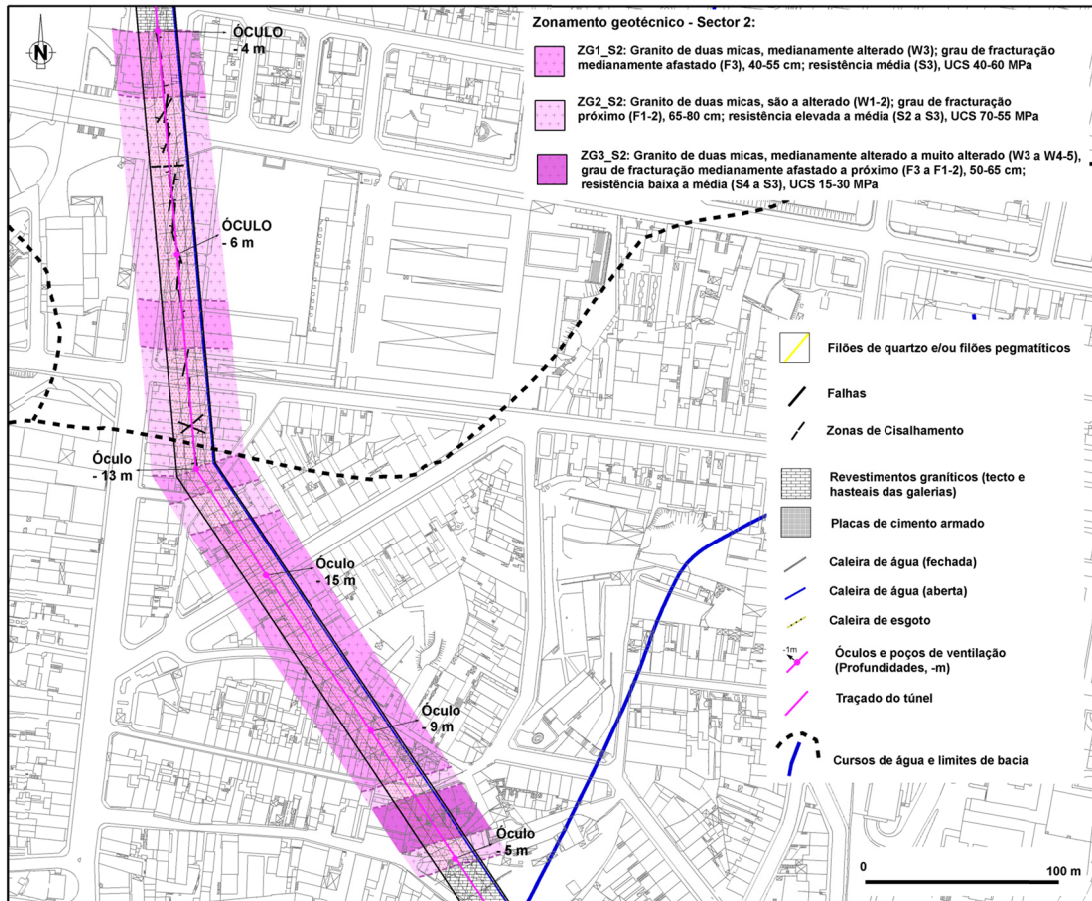 N
ÓCULO
- 4 m
ÓCULO
- 6 m
Óculo
- 13 m
Óculo
- 15 m
Óculo
- 9 m
Óculo
- 5 m
Zonamento geotécnico - Sector 2:
ZG1_S2: Granito de duas micas, medianamente alterado (W3); grau de fracturação
medianamente afastado (F3), 40-55 cm; resistência média (S3), UCS 40-60 MPa
ZG2_S2: Granito de duas micas, são a alterado (W1-2); grau de fracturação
próximo (F1-2), 65-80 cm; resistência elevada a média (S2 a S3), UCS 70-55 MPa
ZG3_S2: Granito de duas micas, medianamente alterado a muito alterado (W3 a W4-5),
grau de fracturação medianamente afastado a próximo (F3 a F1-2), 50-65 cm;
resistência baixa a média (S4 a S3), UCS 15-30 MPa
Filões de quartzo e/ou filões pegmatíticos
Falhas
Zonas de Cisalhamento
Revestimentos graníticos (tecto e
hasteais das galerias)
Placas de cimento armado
Caleira de água (fechada)
Caleira de água (aberta)
Caleira de esgoto
-1m
Óculos e poços de ventilação
(Profundidades, -m)
Traçado do túnel
Cursos de água e limites de bacia
0
100 m